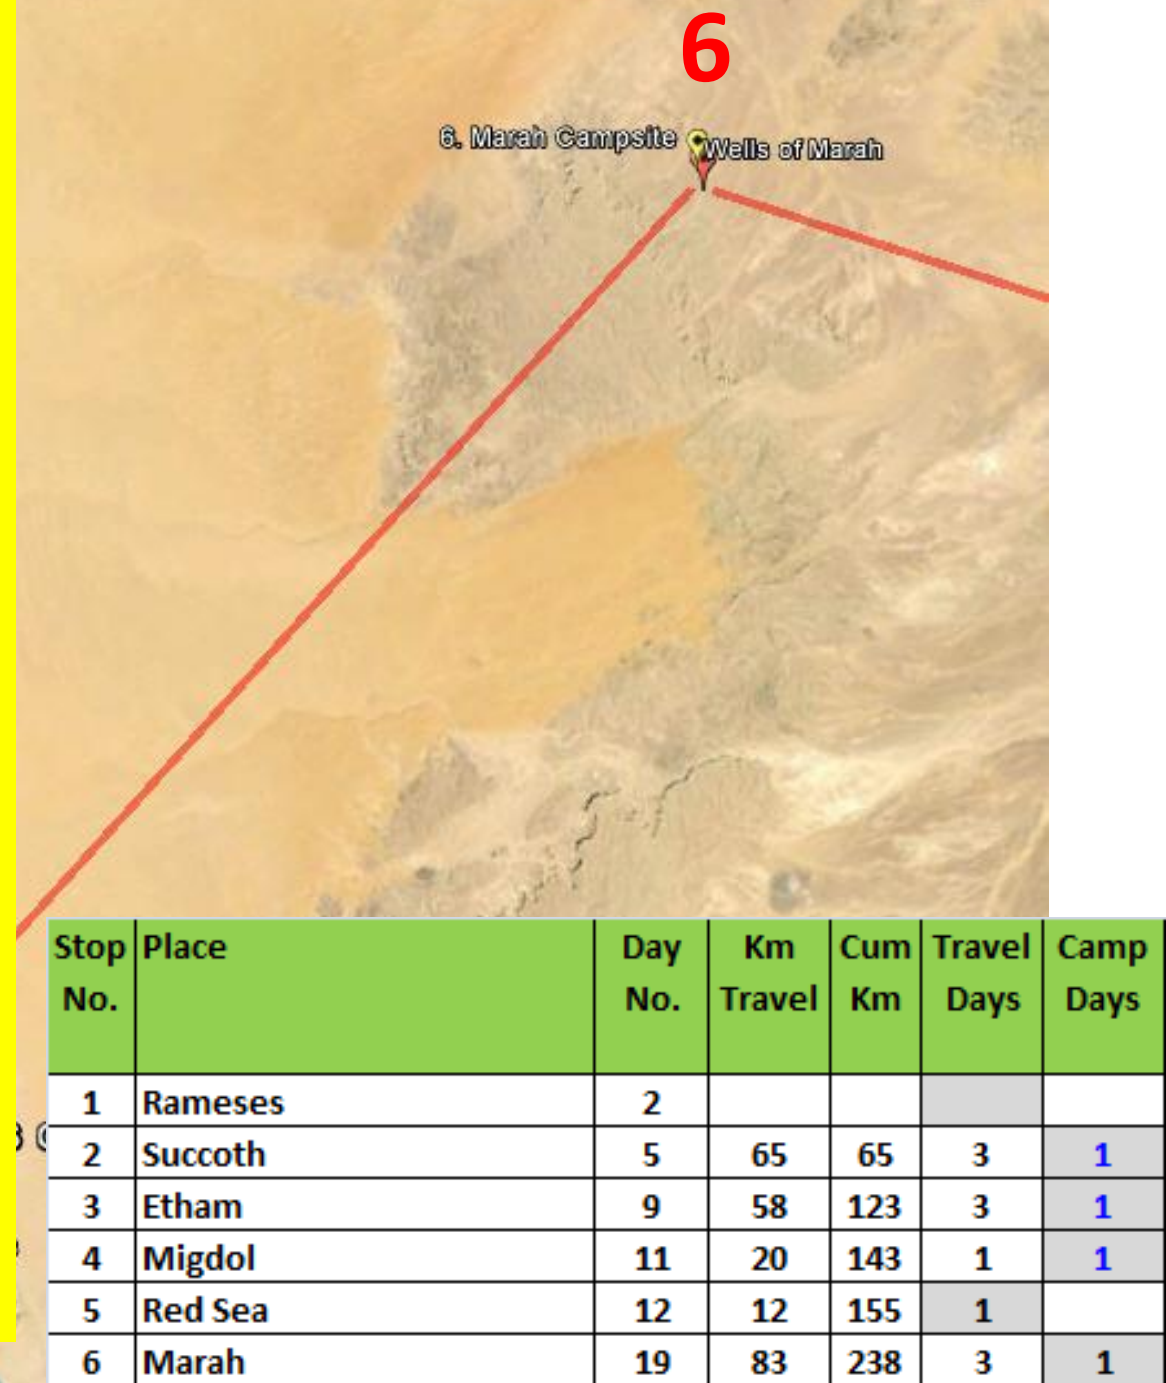 6
6. Marah Campsite
Wells of Marah
Stop No. Place Day No. Km Travel Cum Km Travel Days Camp Days
1 Rameses 2
2 Succoth 5 65 65 3 1
3 Etham 9 58 123 3 1
4 Migdol 11 20 143 1 1
5 Red Sea 12 12 155 1
6 Marah 19 83 238 3 1